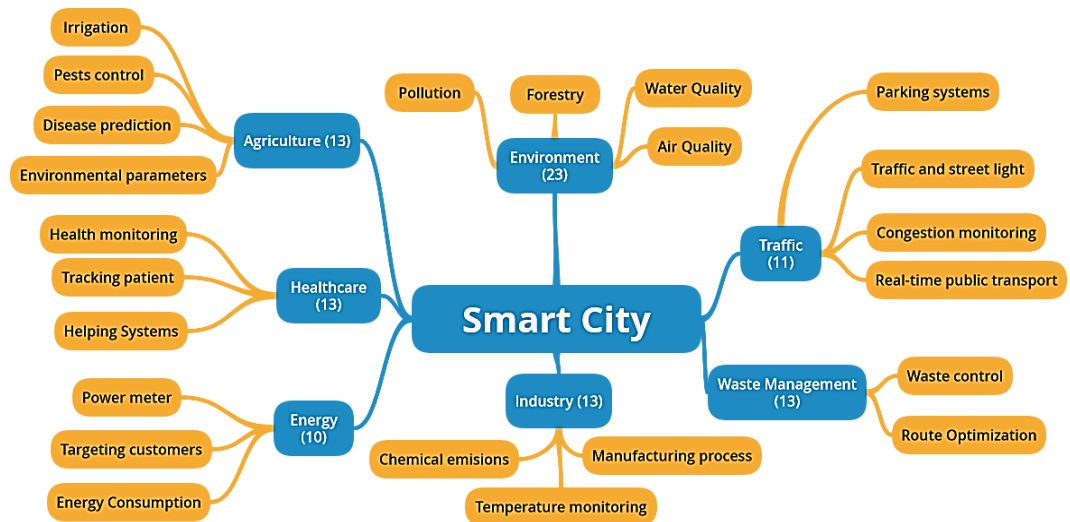 Irrigation
Pests control
Disease prediction
Environmental parameters
Agriculture (13)
Health monitoring
Tracking patient
Helping Systems
Healthcare
(13)
Power meter
Targeting customers
Energy Consumption
Energy
(10)
Pollution
Forestry
Water Quality
Air Quality
Environment
(23)
Smart City
Industry (13)
Chemical emisions
Manufacturing process
Temperature monitoring
Parking systems
Traffic and street light
Congestion monitoring
Real-time public transport
Traffic
(11)
Waste Management
(13)
Waste control
Route Optimization